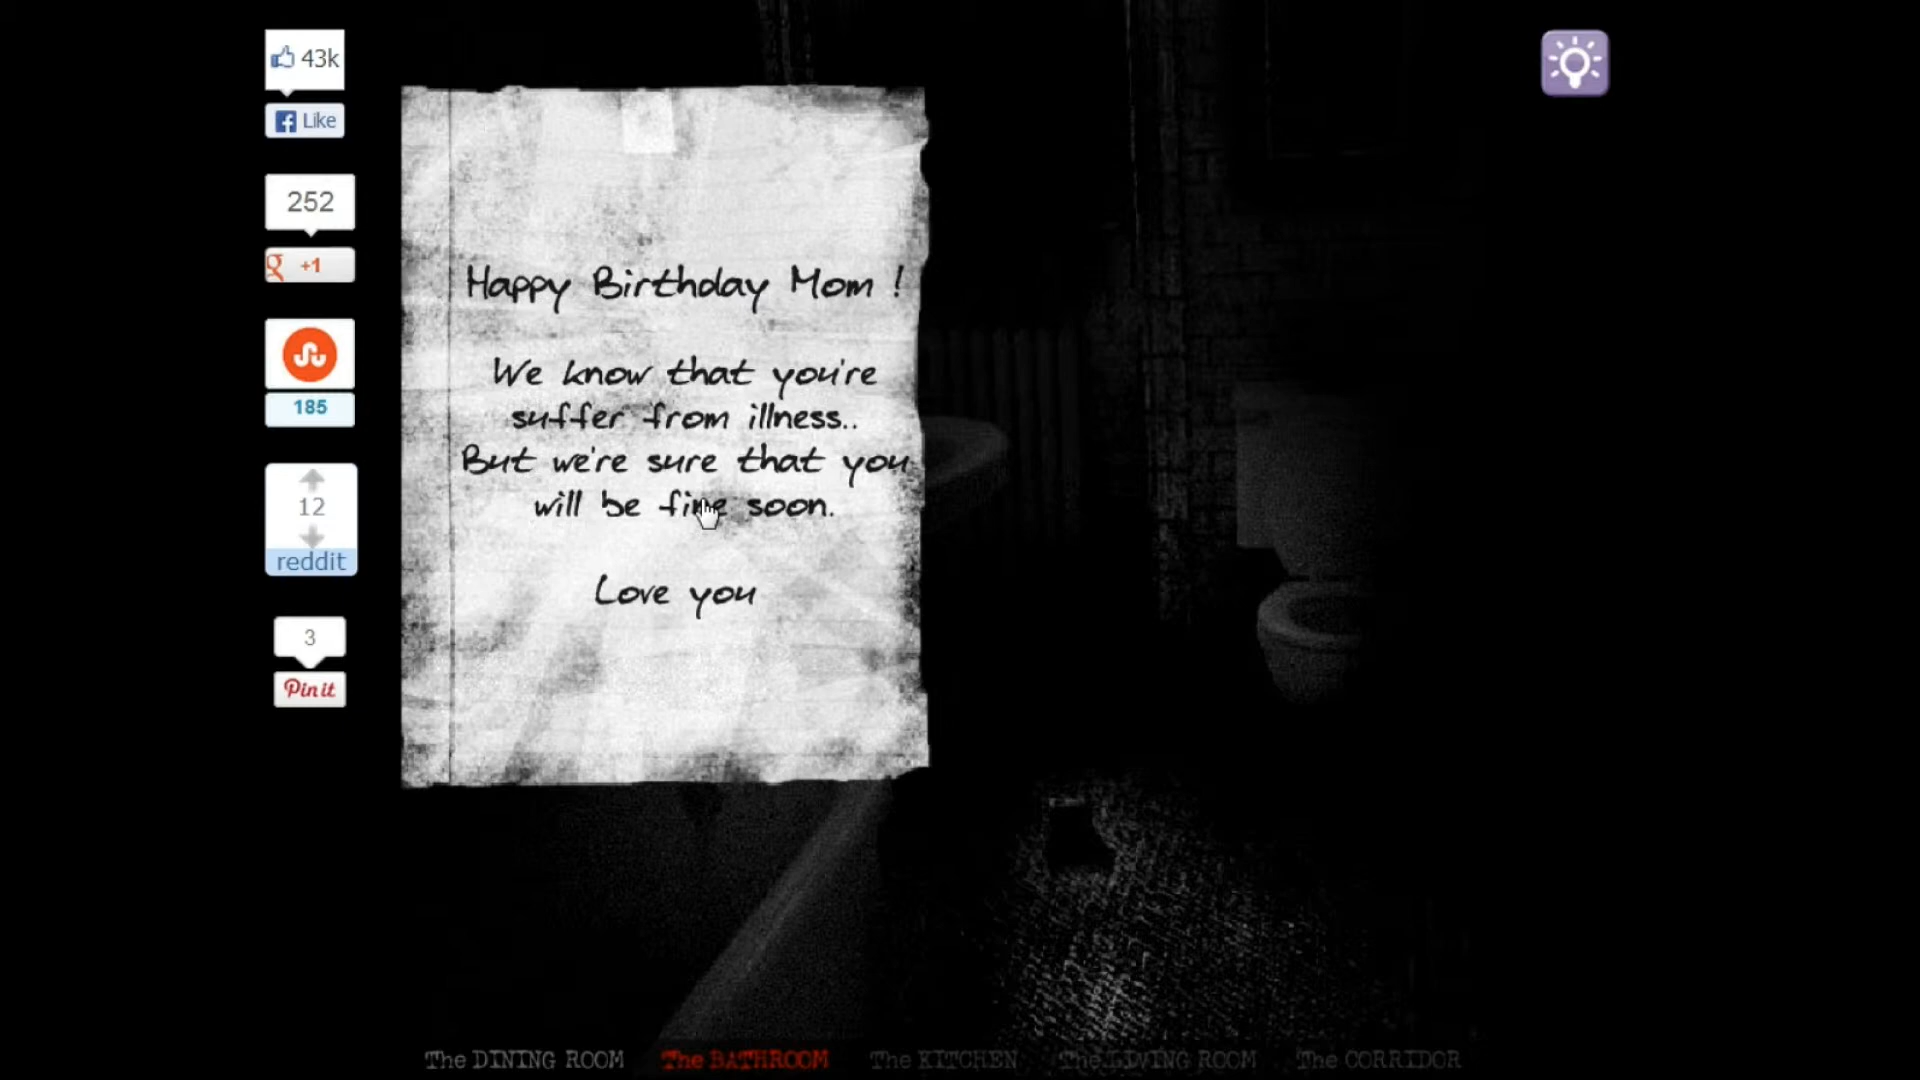 43k
Like
252
+1
185
12
reddit
3
Pin it
Happy Birthday Mom !
We know that you're
suffer from illness..
But we're sure that you
will be fine soon.
Love you
The DINING ROOM The BATHROOM The KITCHEN The LIVING ROOM The CORRIDOR